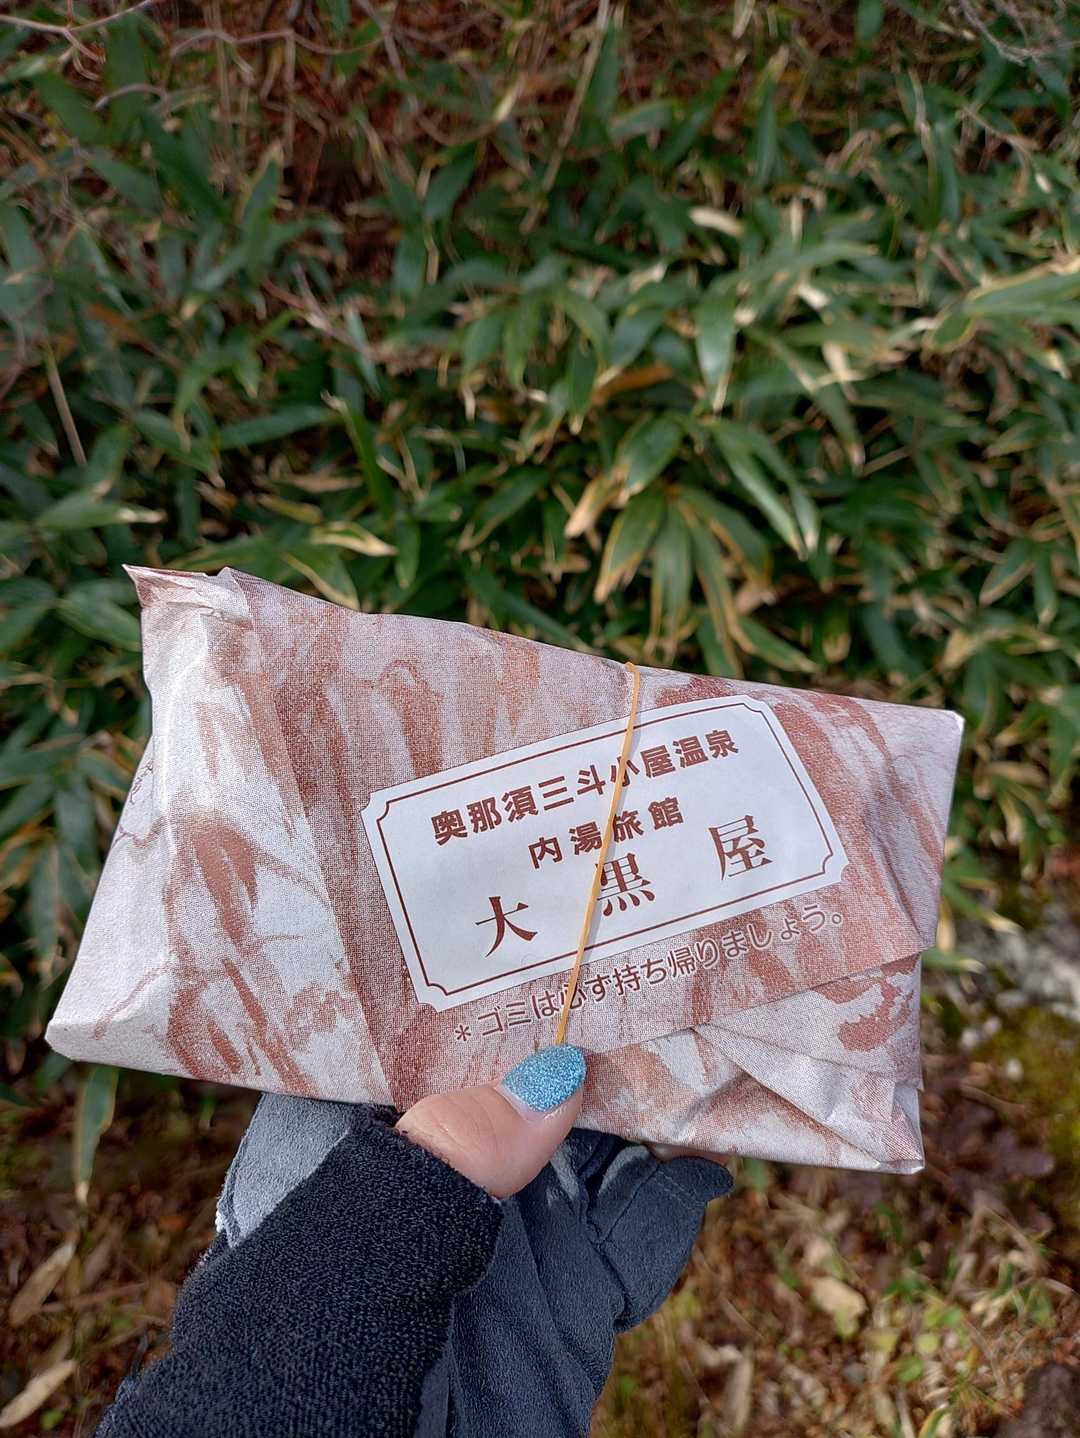 奥那須三斗小屋温泉
内湯旅館
大黒屋
*ゴミは必ず持ち帰りましょう。